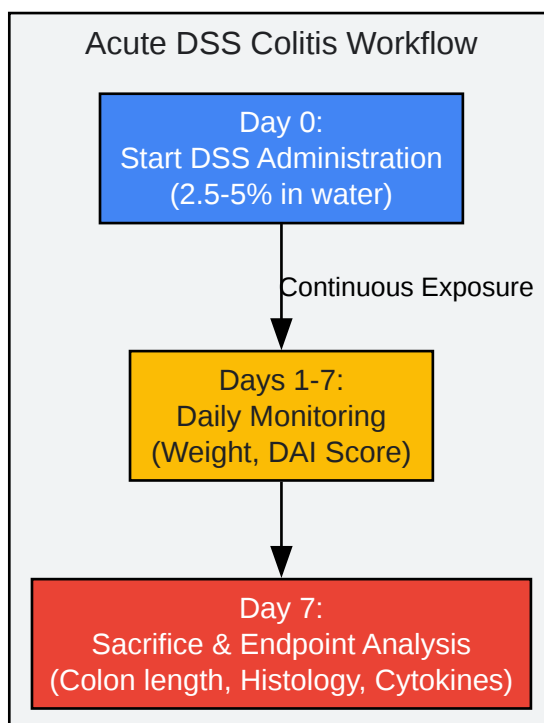 Acute DSS Colitis Workflow
Day 0:
Start DSS Administration
(2.5-5% in water)
Continuous Exposure
Days 1-7:
Daily Monitoring
(Weight, DAI Score)
Day 7:
Sacrifice & Endpoint Analysis
(Colon length, Histology, Cytokines)